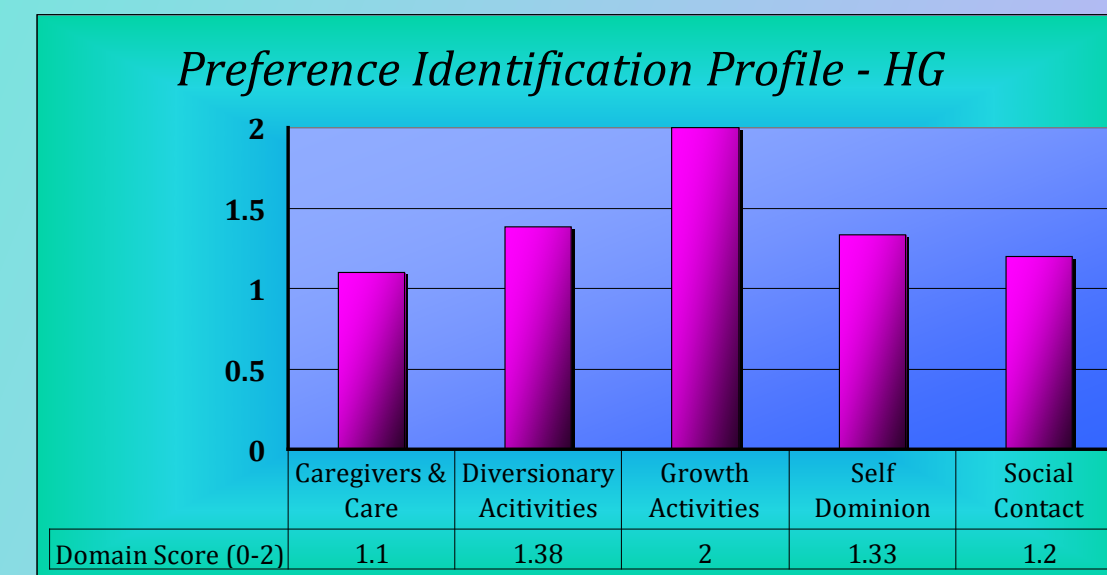 Preference Identification Profile - HG
2
1.5
1
0.5
0
Caregivers & Care
Diversionary Acitivities
Growth Activities
Self Dominion
Social Contact
Domain Score (0-2) 1.1 1.38 2 1.33 1.2